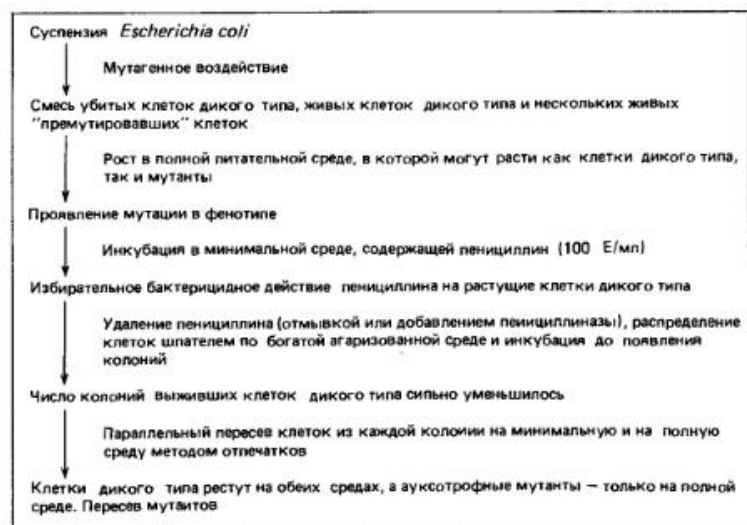 Суспензия Escherichia coli
Мутагенное воздействие
Смесь убитых клеток дикого типа, живых клеток дикого типа и нескольких живых
"премутировавших" клеток
Рост в полной питательной среде, в которой могут расти как клетки дикого типа,
так и мутанты
Проявление мутации в фенотипе
Инкубация в минимальной среде, содержащей пенициллин (100 Е/мл)
Избирательное бактерицидное действие пенициллина на растущие клетки дикого типа
Удаление пенициллина (отмывкой или добавлением пенициллиназы), распределение
клеток шпателем по богатой агаризованной среде и инкубация до появления
колоний
Число колоний выживших клеток дикого типа сильно уменьшилось
Параллельный пересев клеток из каждой колонии на минимальную и на полную
среду методом отпечатков
Клетки дикого типа рестут на обеих средах, а ауксотрофные мутанты — только на полной
среде. Пересев мутаитов